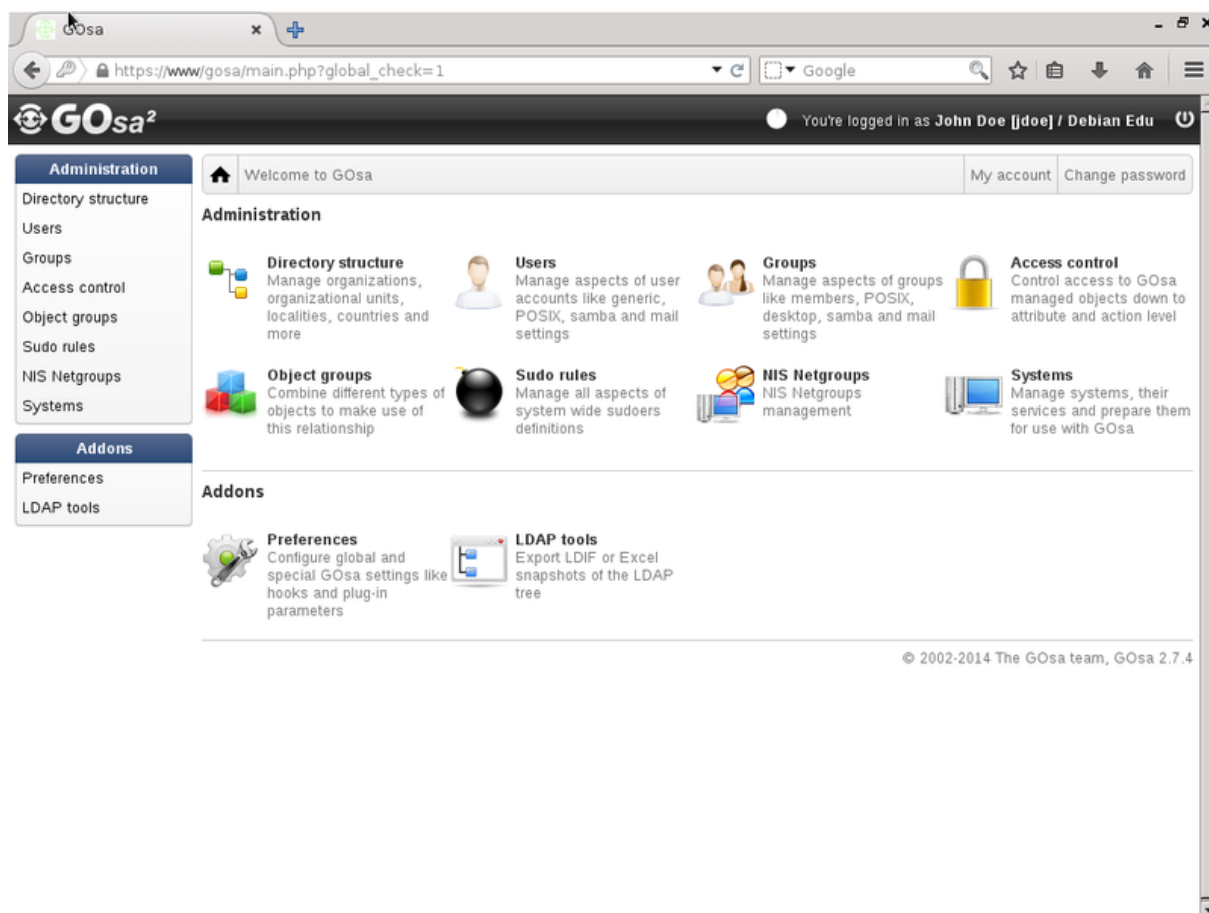 GOsa
https://www/gosa/main.php?global_check=1
Google
GOsa²
You're logged in as John Doe [jdoe] / Debian Edu
Administration
Directory structure
Users
Groups
Access control
Object groups
Sudo rules
NIS Netgroups
Systems
Addons
Preferences
LDAP tools
Welcome to GOsa
My account
Change password
Administration
Directory structure
Manage organizations,
organizational units,
localities, countries and
more
Users
Manage aspects of user
accounts like generic,
POSIX, samba and mail
settings
Groups
Manage aspects of groups
like members, POSIX,
desktop, samba and mail
settings
Access control
Control access to GOsa
managed objects down to
attribute and action level
Object groups
Combine different types of
objects to make use of
this relationship
Sudo rules
Manage all aspects of
system wide sudoers
definitions
NIS Netgroups
NIS Netgroups
management
Systems
Manage systems, their
services and prepare them
for use with GOsa
Addons
Preferences
Configure global and
special GOsa settings like
hooks and plug-in
parameters
LDAP tools
Export LDIF or Excel
snapshots of the LDAP
tree
© 2002-2014 The GOsa team, GOsa 2.7.4